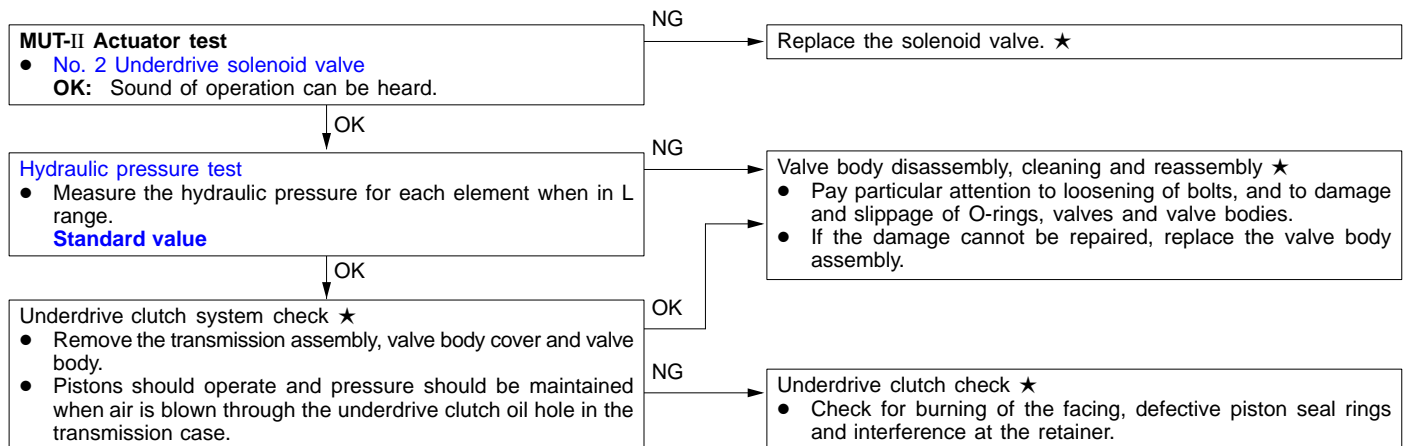 NG
MUT-II Actuator test
● No. 2 Underdrive solenoid valve
OK: Sound of operation can be heard.
Replace the solenoid valve. ★
OK
NG
Hydraulic pressure test
● Measure the hydraulic pressure for each element when in L
range.
Standard value
Valve body disassembly, cleaning and reassembly ★
● Pay particular attention to loosening of bolts, and to damage
and slippage of O-rings, valves and valve bodies.
● If the damage cannot be repaired, replace the valve body
assembly.
OK
OK
Underdrive clutch system check ★
● Remove the transmission assembly, valve body cover and valve
body.
● Pistons should operate and pressure should be maintained
when air is blown through the underdrive clutch oil hole in the
transmission case.
NG
Underdrive clutch check ★
● Check for burning of the facing, defective piston seal rings
and interference at the retainer.